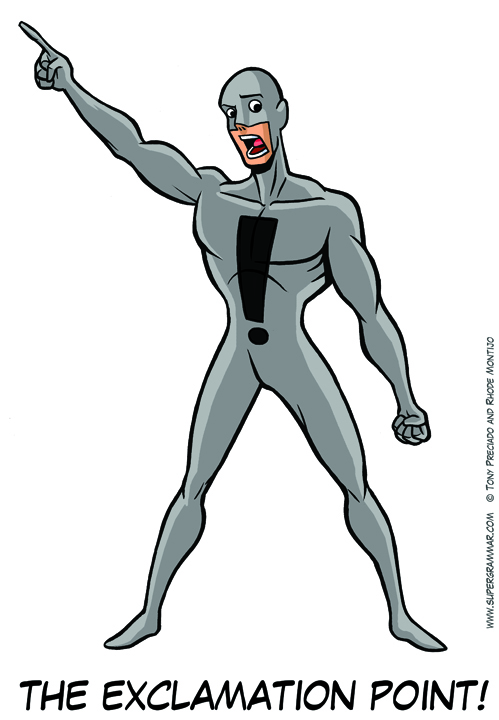 THE EXCLAMATION POINT!
WWW.SUPERGRAMMAR.COM © TONY PRECIADO AND RHODE MONTIJO